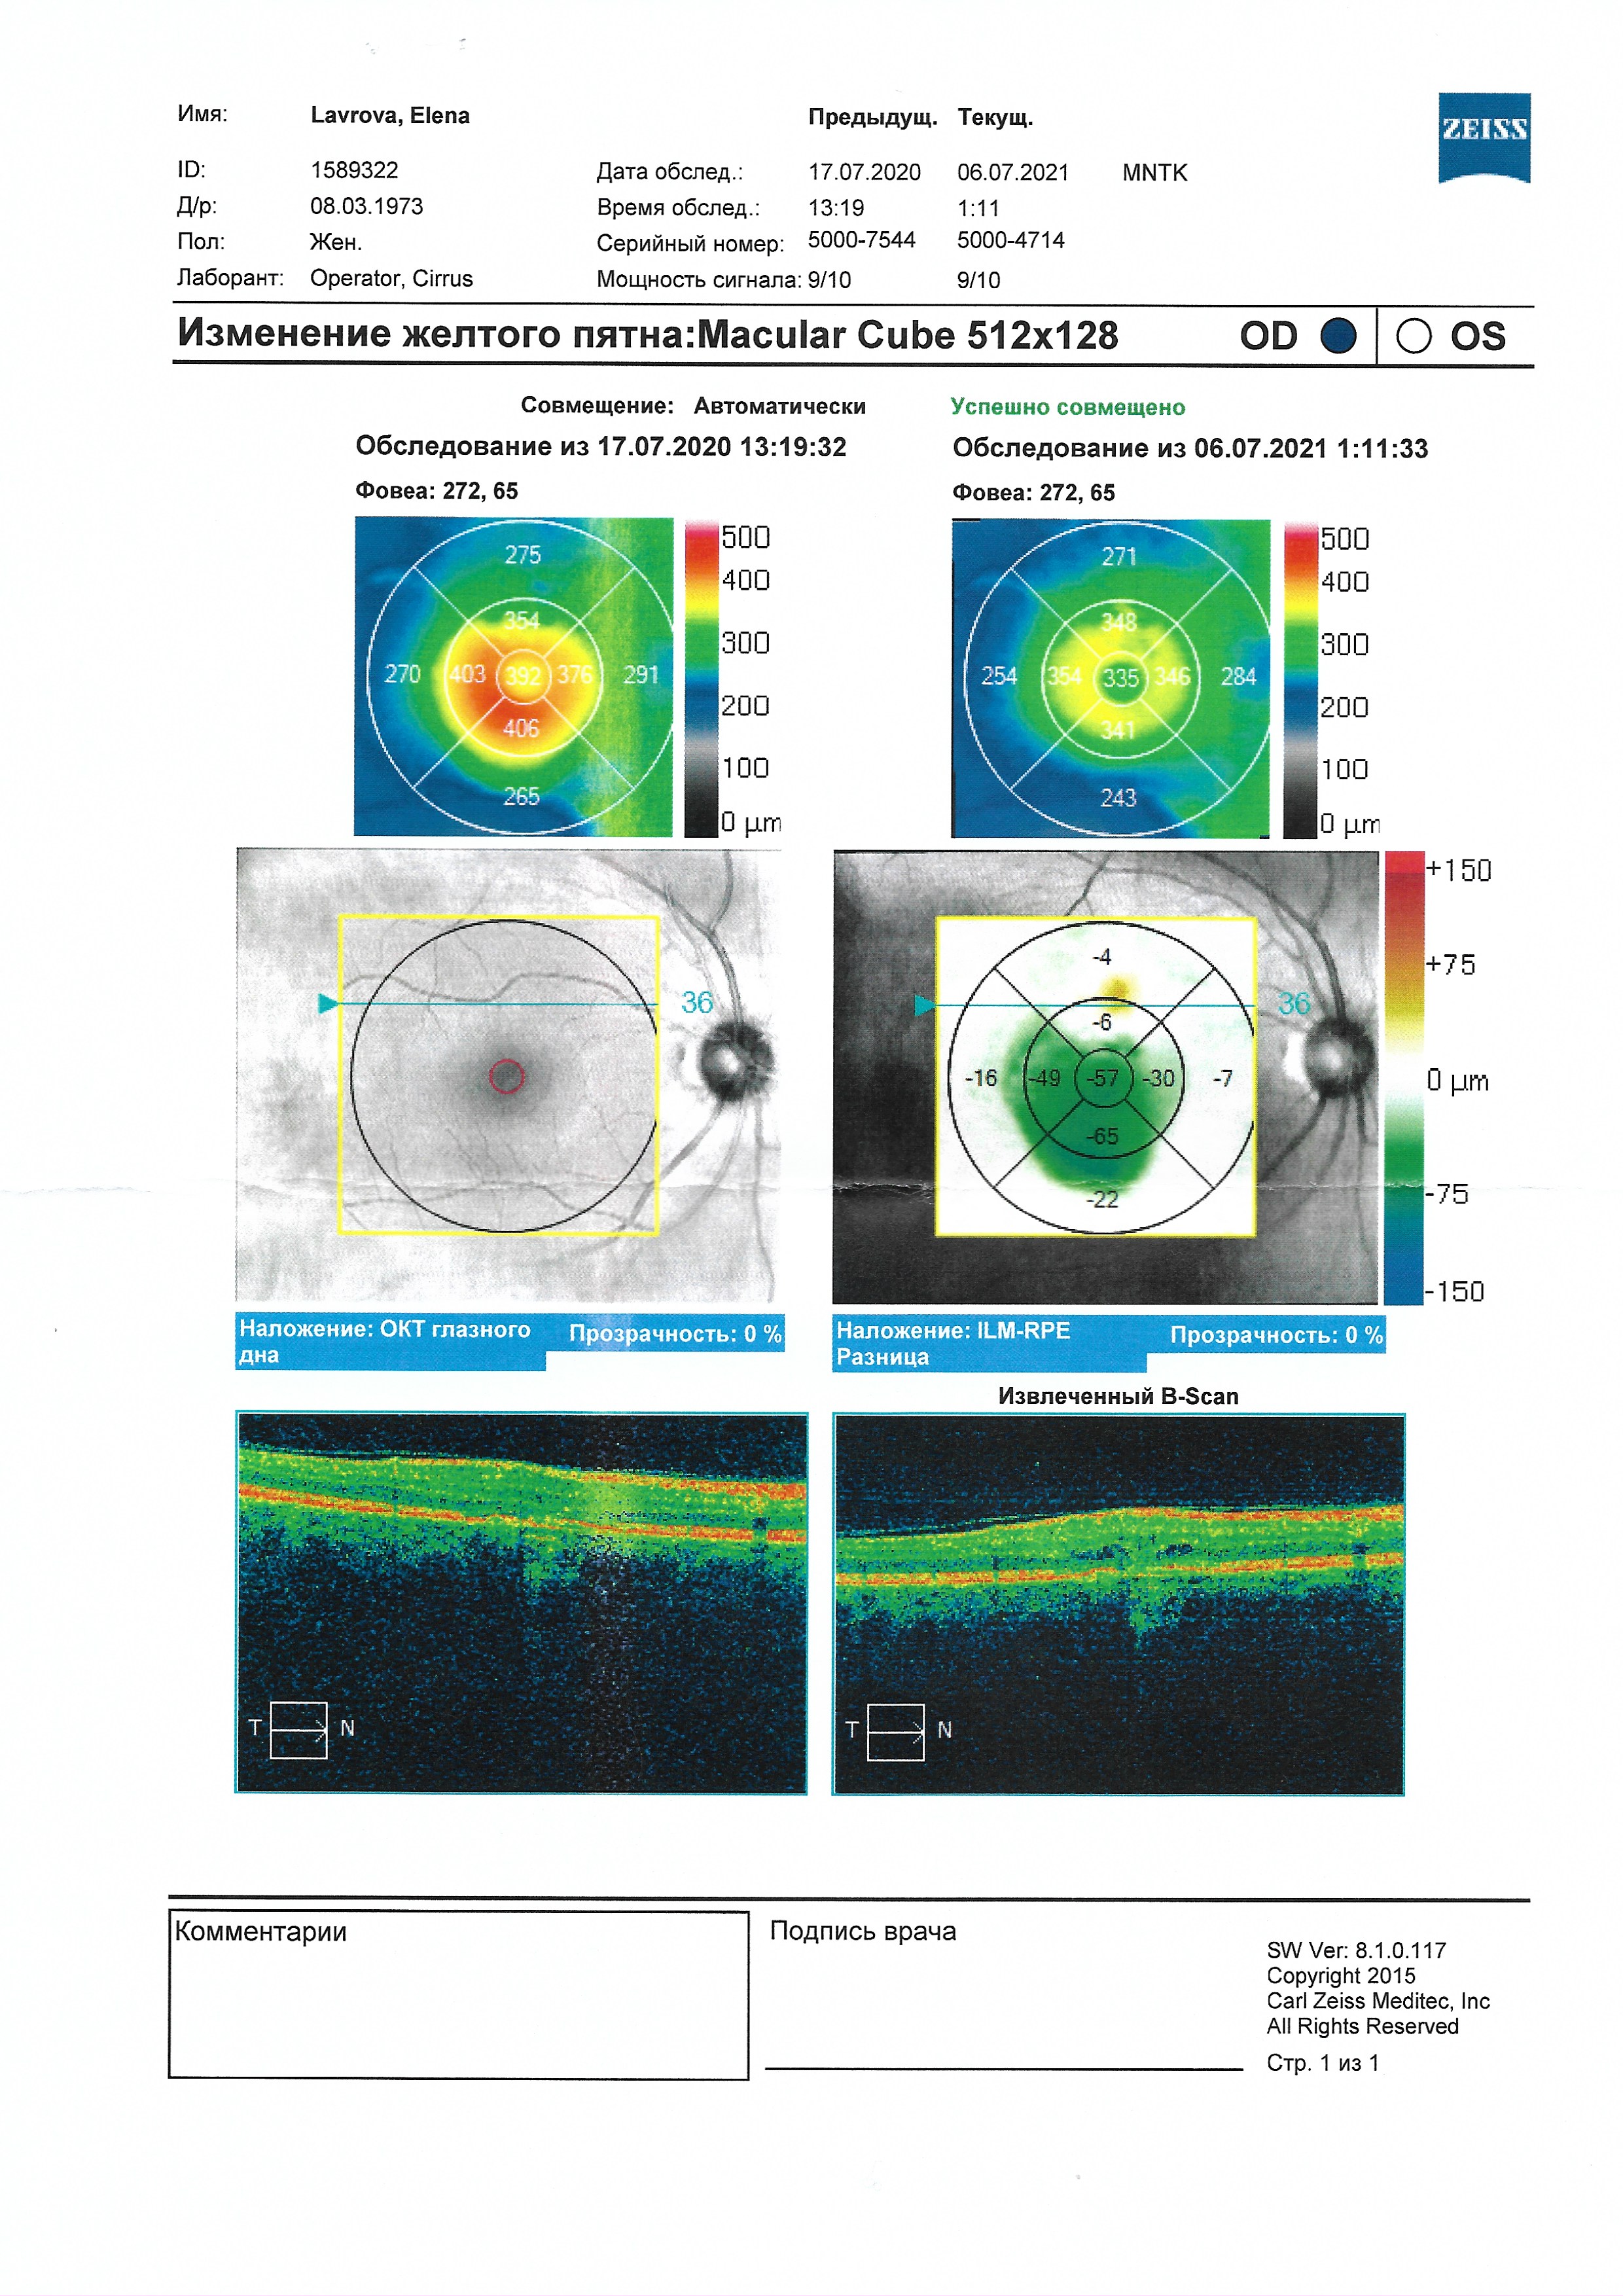 Имя: Lavrova, Elena Предыдущ. Текущ.
ZEISS
ID: 1589322 Дата обслед.: 17.07.2020 06.07.2021 MNTK
Д/р: 08.03.1973 Время обслед.: 13:19 1:11
Пол: Жен. Серийный номер: 5000-7544 5000-4714
Лаборант: Operator, Cirrus Мощность сигнала: 9/10 9/10
Изменение желтого пятна:Macular Cube 512x128 OD OS
Совмещение: Автоматически Успешно совмещено
Обследование из 17.07.2020 13:19:32 Обследование из 06.07.2021 1:11:33
Фовеа: 272, 65 Фовеа: 272, 65
275 500 271 500
400 400
354 300 348 300
270 403 392 376 291 254 354 335 346 284
200 200
406 341
100 100
265 243
0 µm 0 µm
+150
-4 +75
36 36
-6
-16 -49 -57 -30 -7 0 µm
-65
-22 -75
-150
Наложение: ОКТ глазного дна Прозрачность: 0 % Наложение: ILM-RPE Разница Прозрачность: 0 %
Извлеченный B-Scan
T N T N
Комментарии Подпись врача
SW Ver: 8.1.0.117
Copyright 2015
Carl Zeiss Meditec, Inc
All Rights Reserved
Стр. 1 из 1